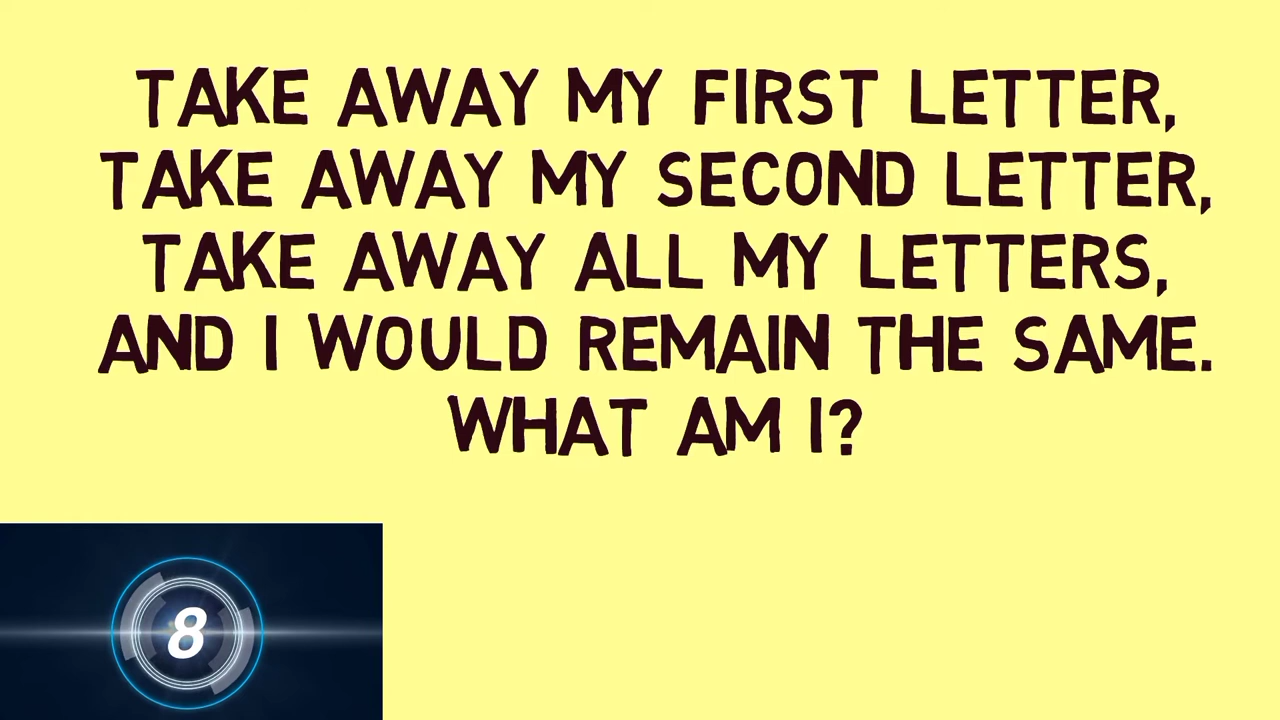 TAKE AWAY MY FIRST LETTER,
TAKE AWAY MY SECOND LETTER,
TAKE AWAY ALL MY LETTERS,
AND I WOULD REMAIN THE SAME.
WHAT AM I?
8